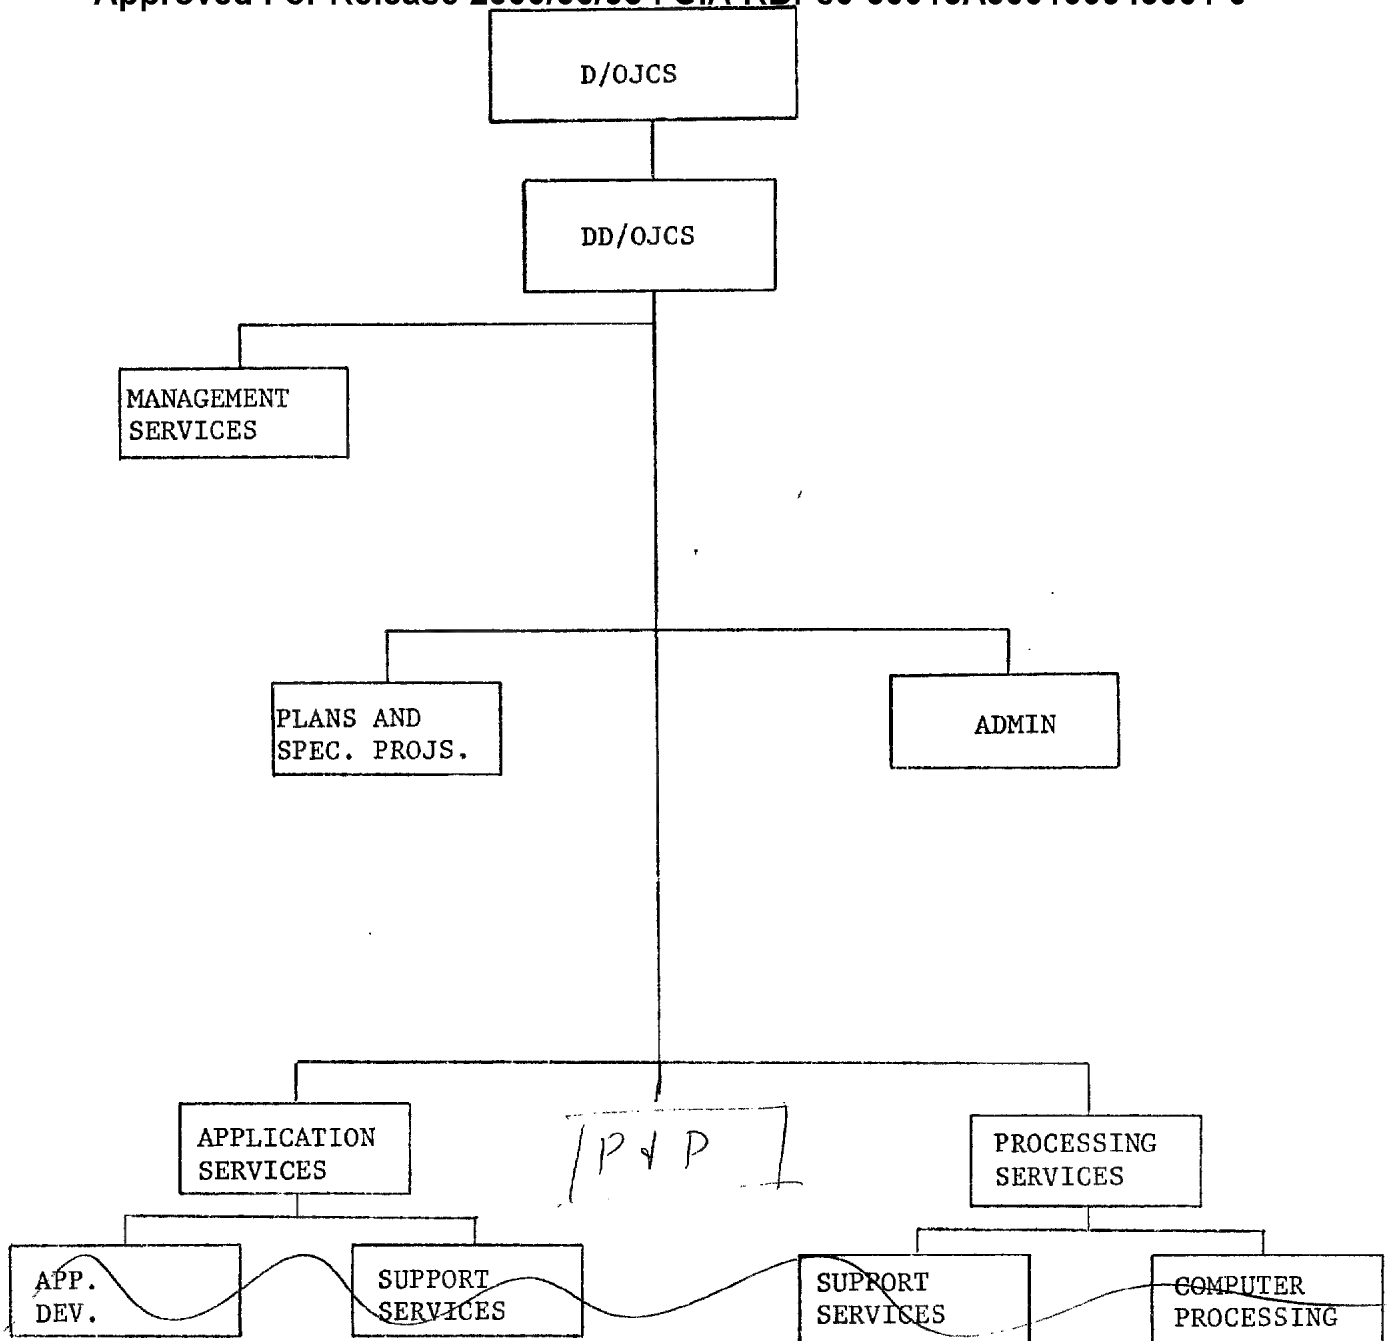 D/OJCS
DD/OJCS
MANAGEMENT
SERVICES
PLANS AND
SPEC. PROJS.
ADMIN
APPLICATION
SERVICES
P & P
PROCESSING
SERVICES
APP.
DEV.
SUPPORT
SERVICES
SUPPORT
SERVICES
COMPUTER
PROCESSING